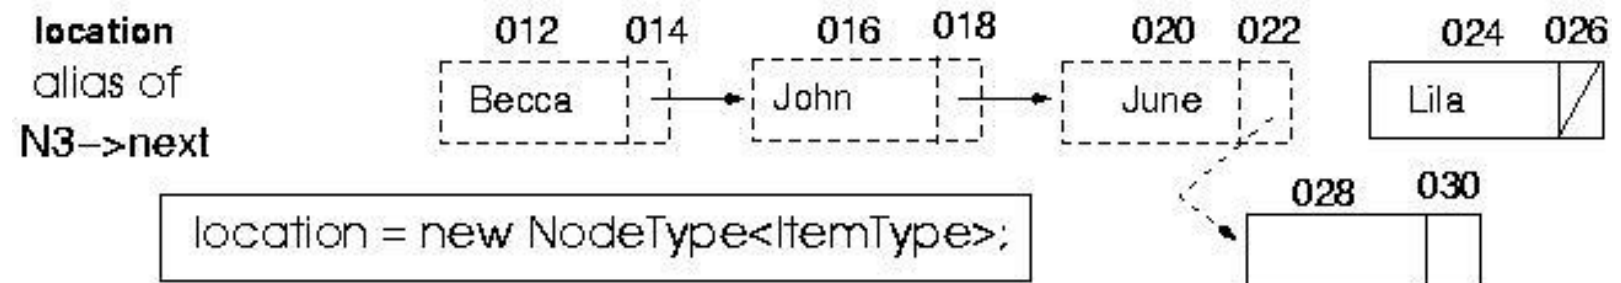 location 012 014 016 018 020 022 024 026
alias of Becca John June Lila
N3–>next
028 030
location = new NodeType<ItemType>;